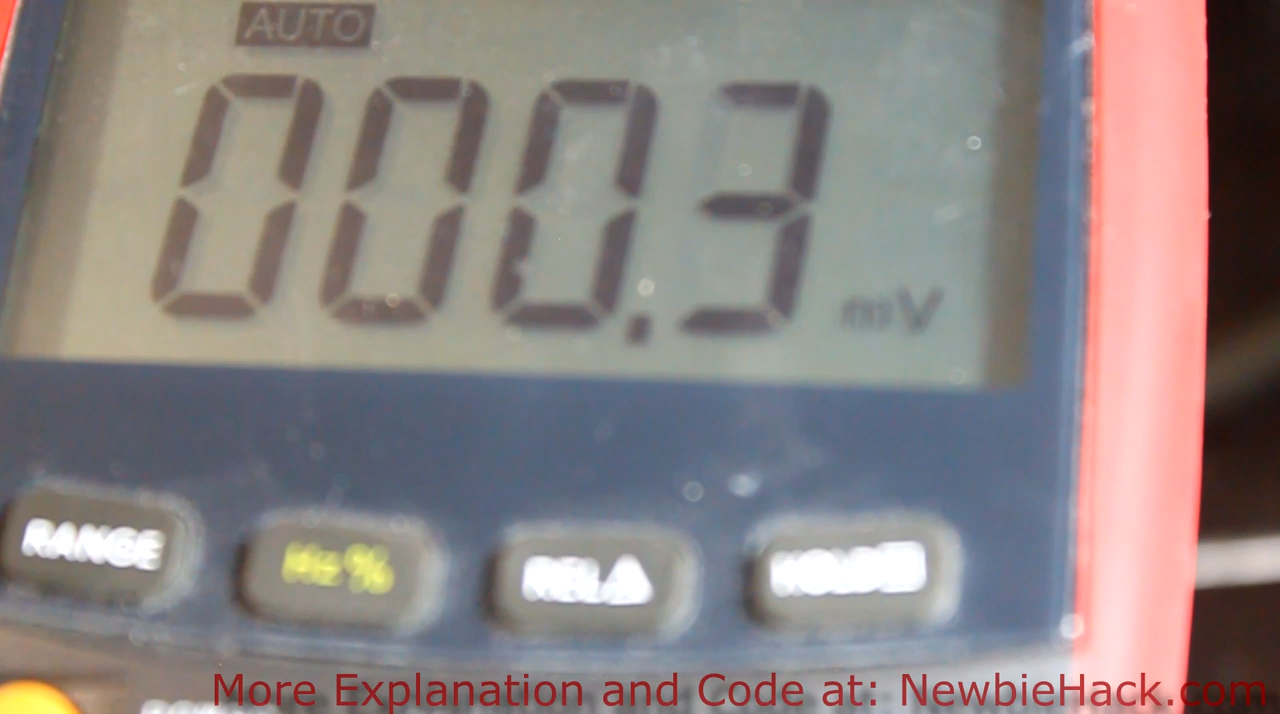 AUTO
000.3 mV
RANGE Hz% REL△ HOLD
More Explanation and Code at: NewbieHack.com